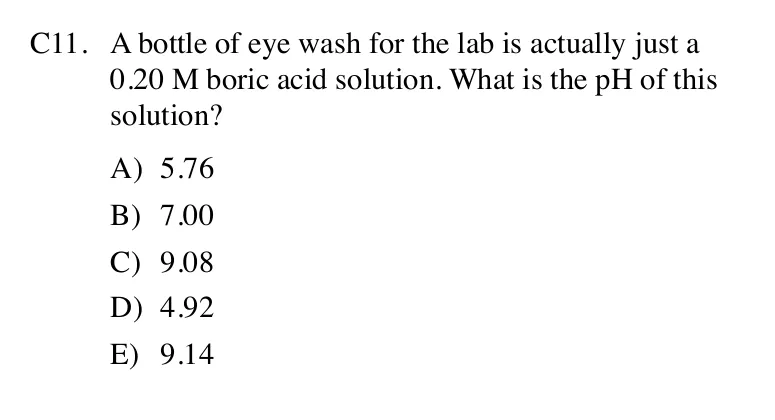 C11. A bottle of eye wash for the lab is actually just a
0.20 M boric acid solution. What is the pH of this
solution?
A) 5.76
B) 7.00
C) 9.08
D) 4.92
E) 9.14